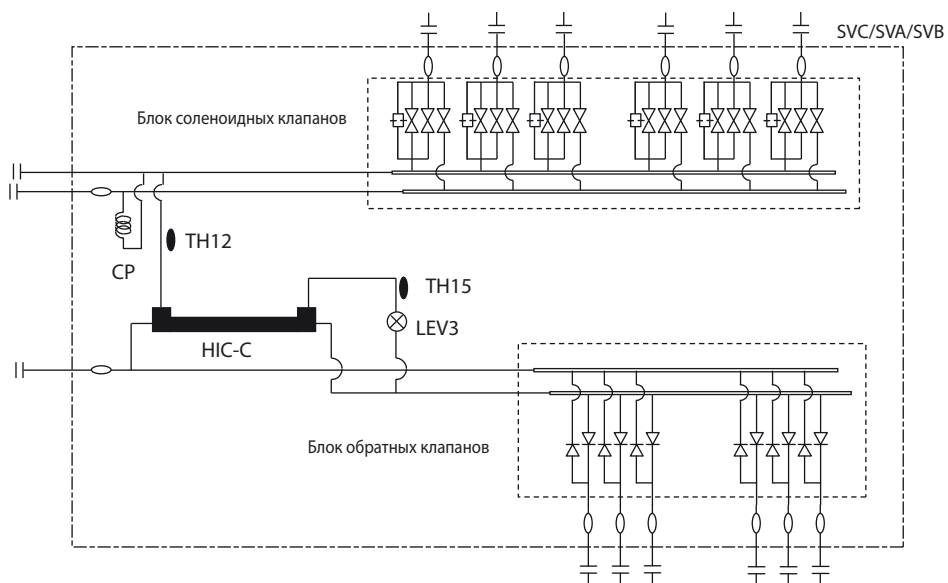 SVC/SVA/SVB
Блок соленоидных клапанов
TH12
CP
TH15
LEV3
HIC-C
Блок обратных клапанов